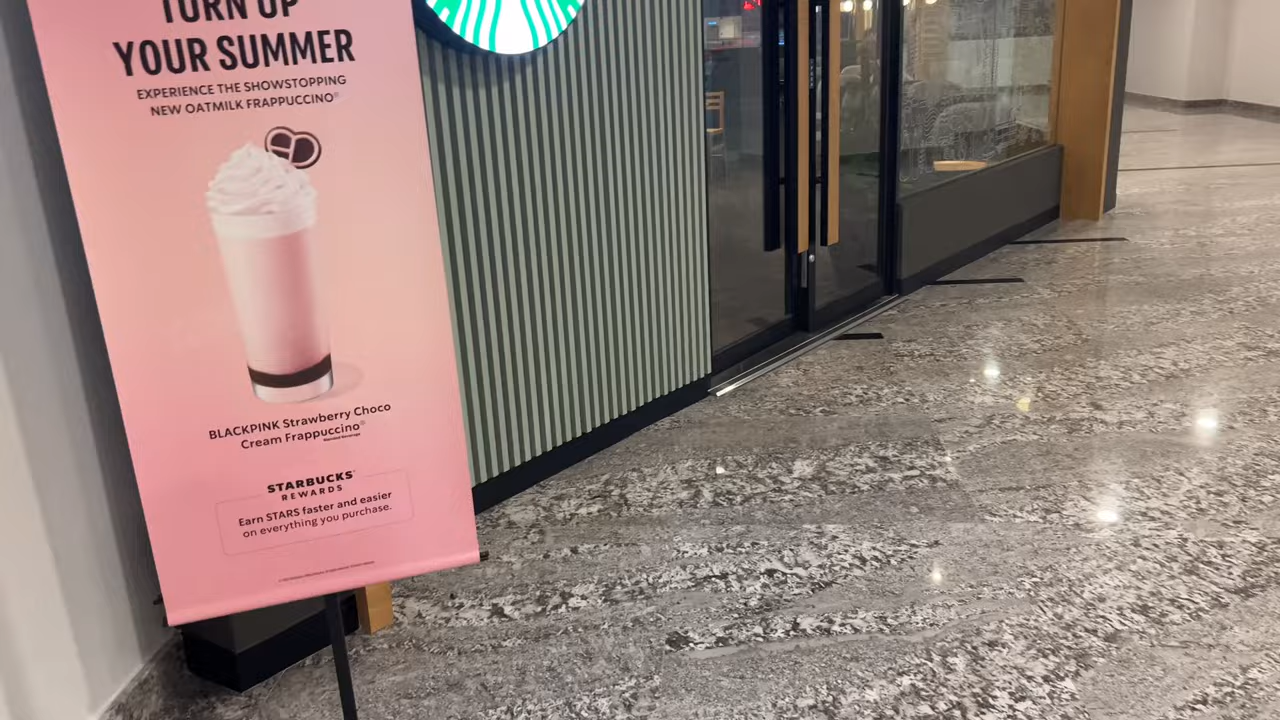 TURN UP
YOUR SUMMER
EXPERIENCE THE SHOWSTOPPING
NEW OATMILK FRAPPUCCINO®
BLACKPINK Strawberry Choco
Cream Frappuccino®
STARBUCKS®
REWARDS
Earn STARS faster and easier
on everything you purchase.